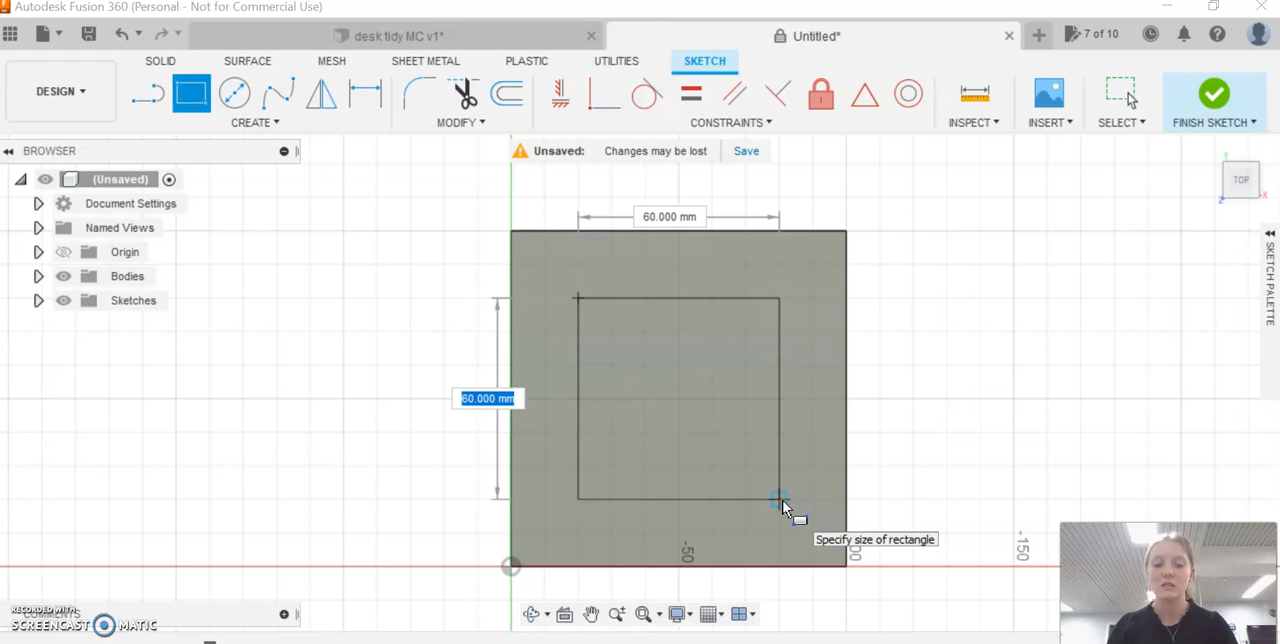 Autodesk Fusion 360 (Personal - Not for Commercial Use)
desk tidy MC v1*
Untitled*
7 of 10
DESIGN
SOLID
SURFACE
MESH
SHEET METAL
PLASTIC
UTILITIES
SKETCH
CREATE
MODIFY
CONSTRAINTS
INSPECT
INSERT
SELECT
FINISH SKETCH
BROWSER
Unsaved:
Changes may be lost
Save
(Unsaved)
Document Settings
Named Views
Origin
Bodies
Sketches
TOP
X
Y
Z
SKETCH PALETTE
60.000 mm
60.000 mm
Specify size of rectangle
-50
00
-150
COMMENTS
RECORDED WITH
SCREENCAST MATIC